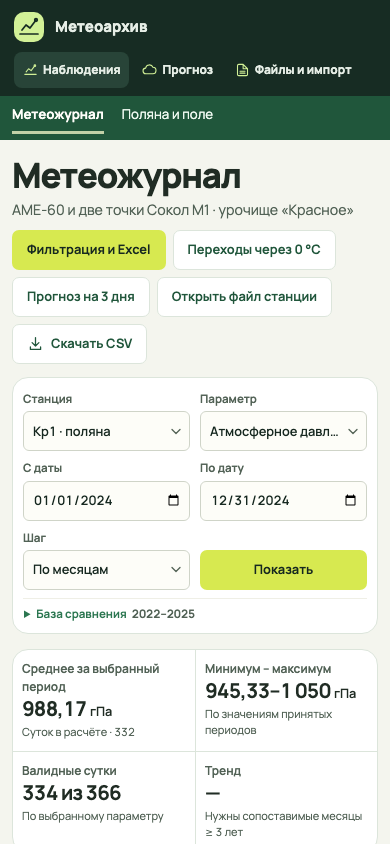 Метеоархив
Наблюдения
Прогноз
Файлы и импорт
Метеожурнал
Поляна и поле
Метеожурнал
АМЕ-60 и две точки Сокол М1 · урочище «Красное»
Фильтрация и Excel
Переходы через 0 °C
Прогноз на 3 дня
Открыть файл станции
Скачать CSV
Станция
Параметр
Кр1 · поляна
Атмосферное давл...
С даты
По дату
01/01/2024
12/31/2024
Шаг
По месяцам
Показать
База сравнения 2022–2025
Среднее за выбранный
период
988,17 гПа
Суток в расчёте · 332
Минимум – максимум
945,33–1 050 гПа
По значениям принятых
периодов
Валидные сутки
334 из 366
По выбранному параметру
Тренд
—
Нужны сопоставимые месяцы
≥ 3 лет